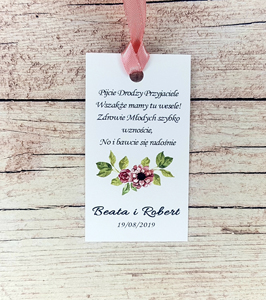 Pijcie Drodzy Przyjaciele
Wszakże mamy tu wesele!
Zdrowie Młodych szybko
wznoście,
No i bawcie się radośnie
Beata i Robert
19/08/2019